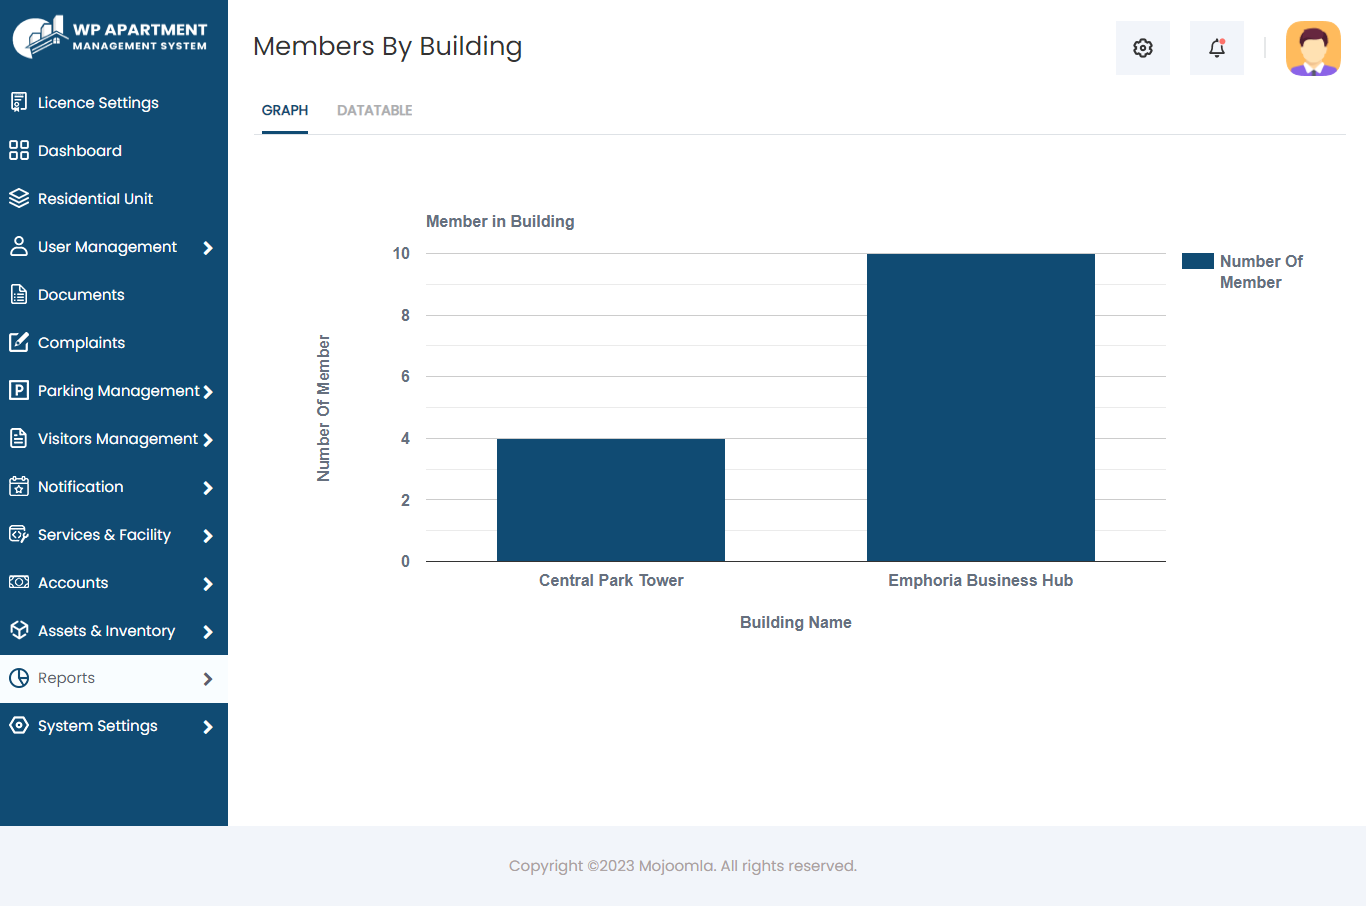 WP APARTMENT
MANAGEMENT SYSTEM
Licence Settings
Dashboard
Residential Unit
User Management
Documents
Complaints
Parking Management
Visitors Management
Notification
Services & Facility
Accounts
Assets & Inventory
Reports
System Settings
Members By Building
GRAPH DATATABLE
Member in Building
Number Of Member
10
8
6
4
2
0
Central Park Tower Emphoria Business Hub
Building Name
Number Of
Member
Copyright ©2023 Mojoomla. All rights reserved.